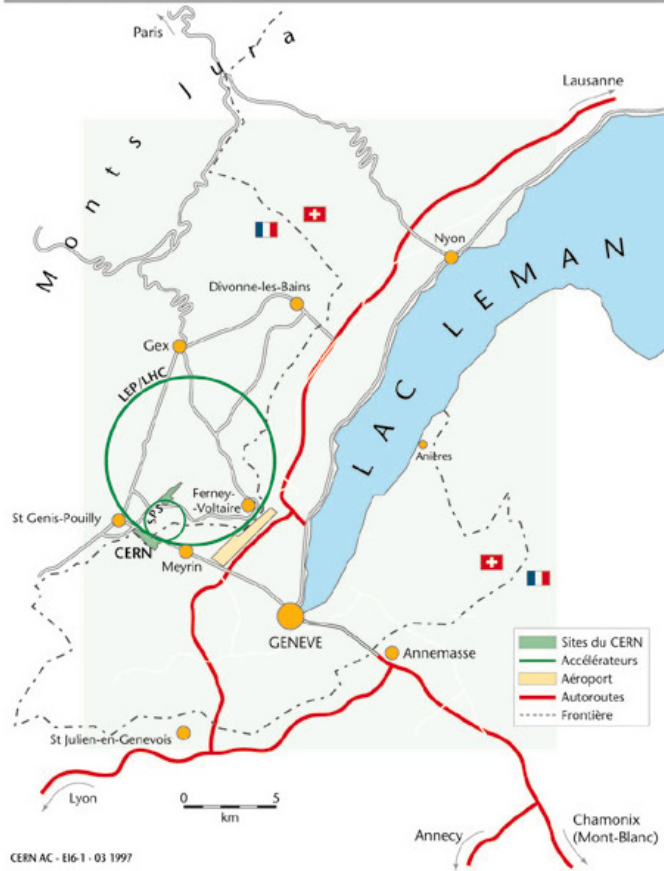 Paris
Monts Jura
Lausanne
Nyon
Divonne-les-Bains
LAC LEMAN
Gex
LEP/LHC
Anières
Ferney-
-Voltaire
SPS
St Genis-Pouilly
CERN
Meyrin
GENEVE
Annemasse
Sites du CERN
Accélérateurs
Aéroport
Autoroutes
Frontière
St Julien-en-Genevois
Lyon
0 5
km
Annecy
Chamonix
(Mont-Blanc)
CERN AC - EI6-1 - 03 1997